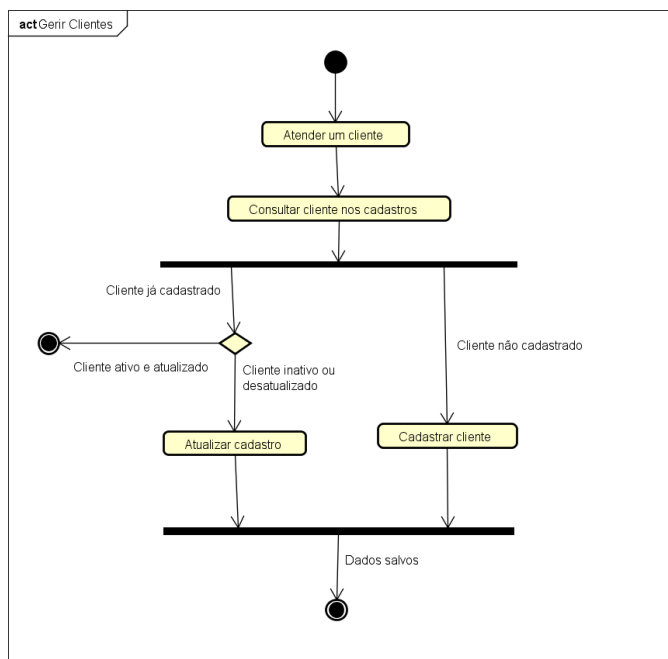 act Gerir Clientes
Atender um cliente
Consultar cliente nos cadastros
Cliente já cadastrado
Cliente não cadastrado
Cliente ativo e atualizado
Cliente inativo ou
desatualizado
Atualizar cadastro
Cadastrar cliente
Dados salvos